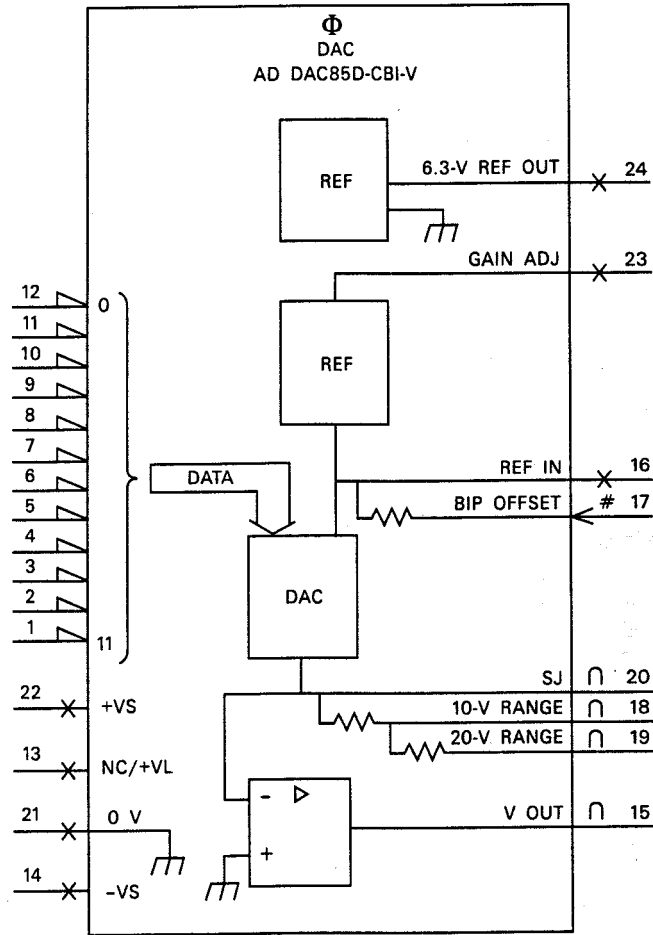 Φ
DAC
AD DAC85D-CBI-V
REF
6.3-V REF OUT 24
GAIN ADJ 23
12 0
11
10
9
8
7
6
5
4
3
2
1 11
REF
DATA
REF IN 16
BIP OFFSET # 17
DAC
22 +VS
13 NC/+VL
21 0 V
14 -VS
SJ ∩ 20
10-V RANGE ∩ 18
20-V RANGE ∩ 19
- ▷
+
V OUT ∩ 15